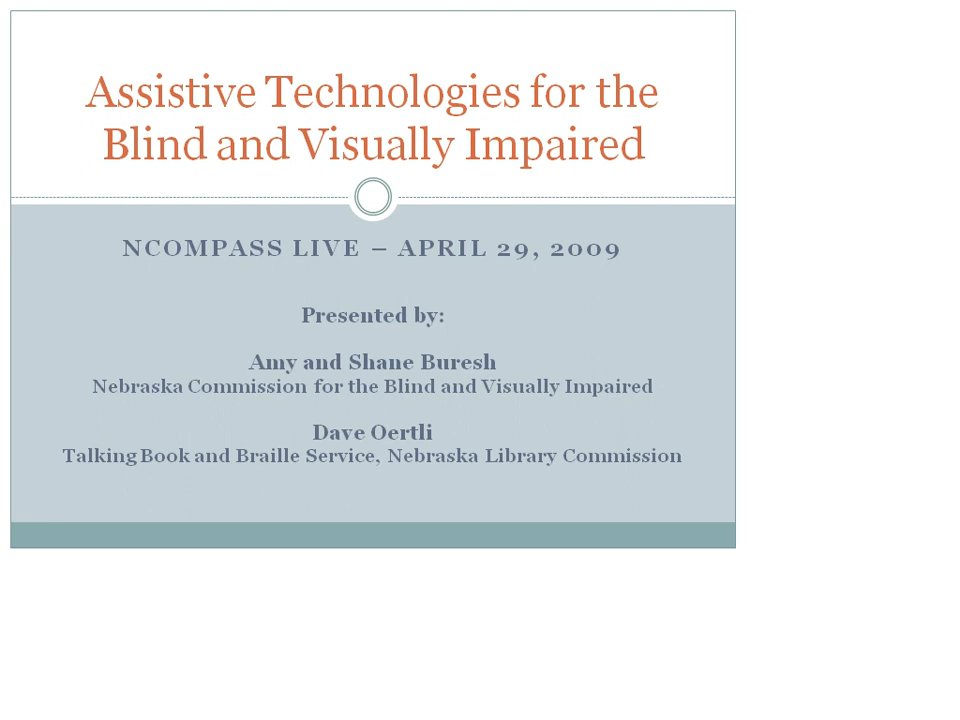 Assistive Technologies for the
Blind and Visually Impaired
NCOMPASS LIVE – APRIL 29, 2009
Presented by:
Amy and Shane Buresh
Nebraska Commission for the Blind and Visually Impaired
Dave Oertli
Talking Book and Braille Service, Nebraska Library Commission